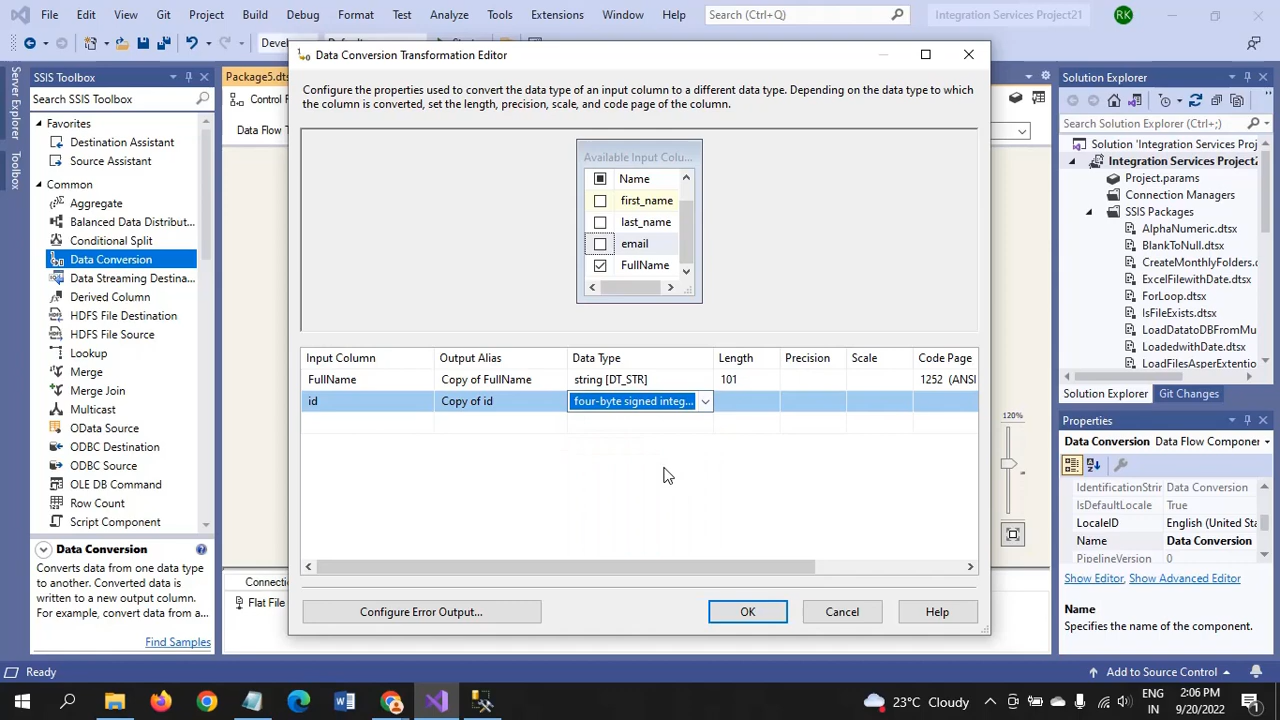 File Edit View Git Project Build Debug Format Test Analyze Tools Extensions Window Help Search (Ctrl+;) Integration Services Project21 RK
Server Explorer
Toolbox
SSIS Toolbox
Search SSIS Toolbox
Favorites
Destination Assistant
Source Assistant
Common
Aggregate
Balanced Data Distribut...
Conditional Split
Data Conversion
Data Streaming Destina...
Derived Column
HDFS File Destination
HDFS File Source
Lookup
Merge
Merge Join
Multicast
OData Source
ODBC Destination
ODBC Source
OLE DB Command
Row Count
Script Component
Data Conversion
Converts data from one data type
to another. Converted data is
written to a new output column.
For example, convert data from a
Find Samples
Package5.dts
Control F
Data Flow T
Connectio
Flat File
Data Conversion Transformation Editor
Configure the properties used to convert the data type of an input column to a different data type. Depending on the data type to which
the column is converted, set the length, precision, scale, and code page of the column.
Available Input Colu...
Name
first_name
last_name
email
FullName
Input Column Output Alias Data Type Length Precision Scale Code Page
FullName Copy of FullName string [DT_STR] 101 1252 (ANSI
id Copy of id four-byte signed integ...
Configure Error Output...
OK Cancel Help
120%
Solution Explorer
Search Solution Explorer (Ctrl+;)
Solution 'Integration Services Proj
Integration Services Project2
Project.params
Connection Managers
SSIS Packages
AlphaNumeric.dtsx
BlankToNull.dtsx
CreateMonthlyFolders.
ExcelFilewithDate.dtsx
ForLoop.dtsx
IsFileExists.dtsx
LoadDatatoDBFromMu
LoadedwithDate.dtsx
LoadFilesAsperExtentio
Solution Explorer Git Changes
Properties
Data Conversion Data Flow Componer
IdentificationStrir Data Conversion
IsDefaultLocale True
LocaleID English (United Sta
Name Data Conversion
PipelineVersion 0
Show Editor, Show Advanced Editor
Name
Specifies the name of the component.
Ready
Add to Source Control
23°C Cloudy
ENG
IN
2:06 PM
9/20/2022
1